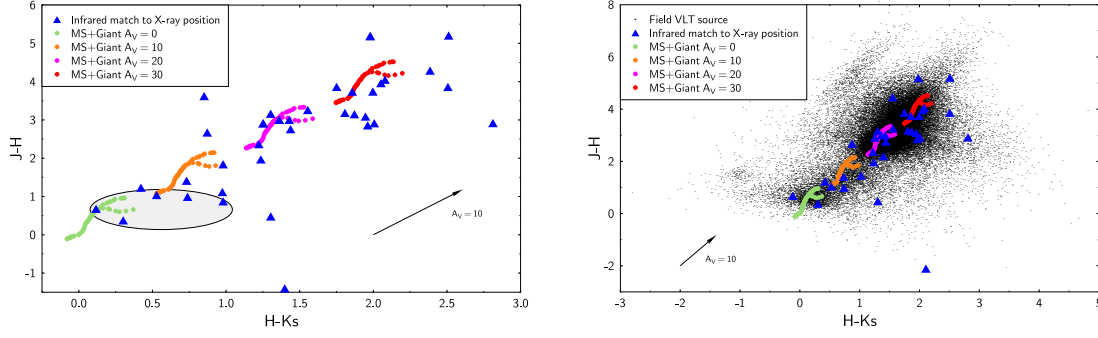 Infrared match to X-ray position
MS+Giant A_V = 0
MS+Giant A_V = 10
MS+Giant A_V = 20
MS+Giant A_V = 30
6
5
4
3
2
1
0
−1
J-H
A_V = 10
0.0
0.5
1.0
1.5
2.0
2.5
3.0
H-Ks
Field VLT source
Infrared match to X-ray position
MS+Giant A_V = 0
MS+Giant A_V = 10
MS+Giant A_V = 20
MS+Giant A_V = 30
8
6
4
2
0
−2
J-H
A_V = 10
−3
−2
−1
0
1
2
3
4
5
H-Ks